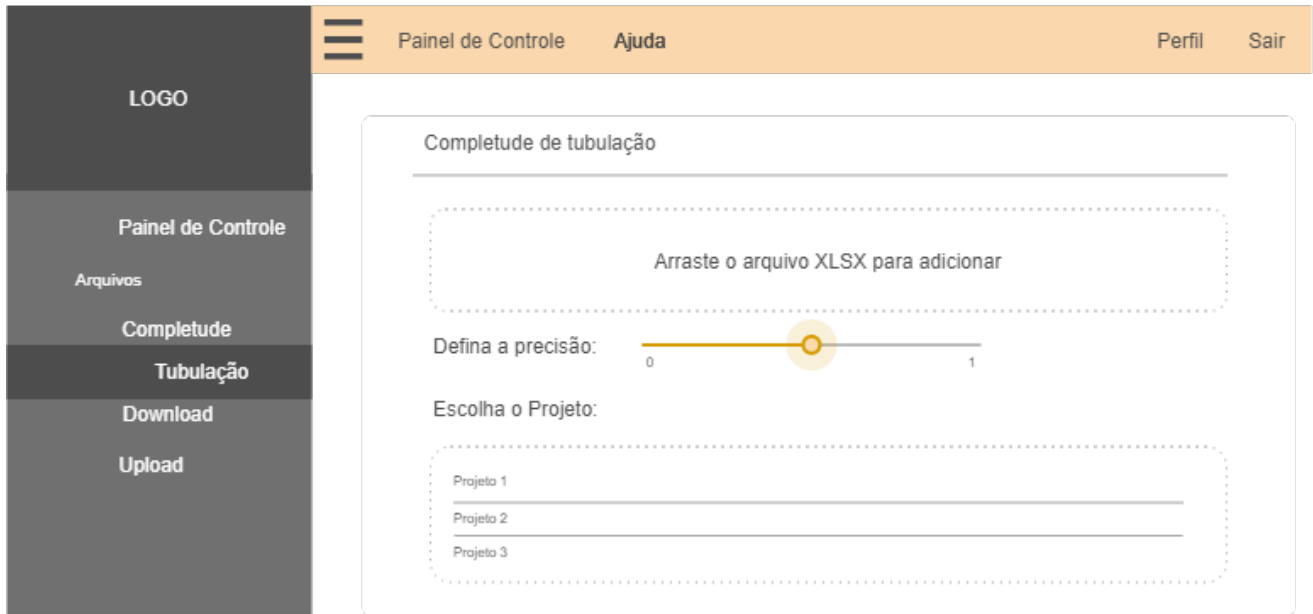 LOGO
Painel de Controle
Arquivos
Completude
Tubulação
Download
Upload
Painel de Controle Ajuda Perfil Sair
Completude de tubulação
Arraste o arquivo XLSX para adicionar
Defina a precisão:
0 1
Escolha o Projeto:
Projeto 1
Projeto 2
Projeto 3